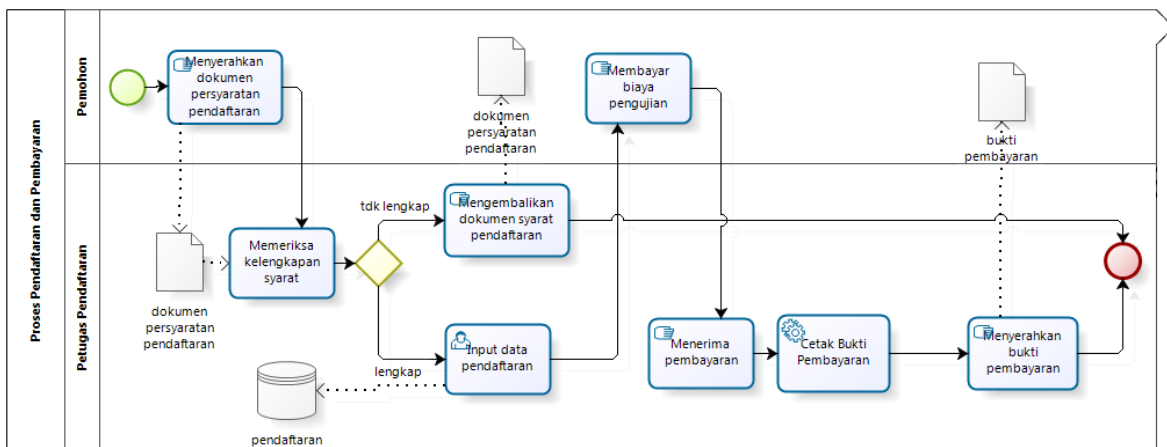 Proses Pendaftaran dan Pembayaran
Pemohon
Menyerahkan
dokumen
persyaratan
pendaftaran
dokumen
persyaratan
pendaftaran
Membayar
biaya
pengujian
bukti
pembayaran
Petugas Pendaftaran
dokumen
persyaratan
pendaftaran
Memeriksa
kelengkapan
syarat
tdk lengkap
Mengembalikan
dokumen syarat
pendaftaran
lengkap
Input data
pendaftaran
pendaftaran
Menerima
pembayaran
Cetak Bukti
Pembayaran
Menyerahkan
bukti
pembayaran